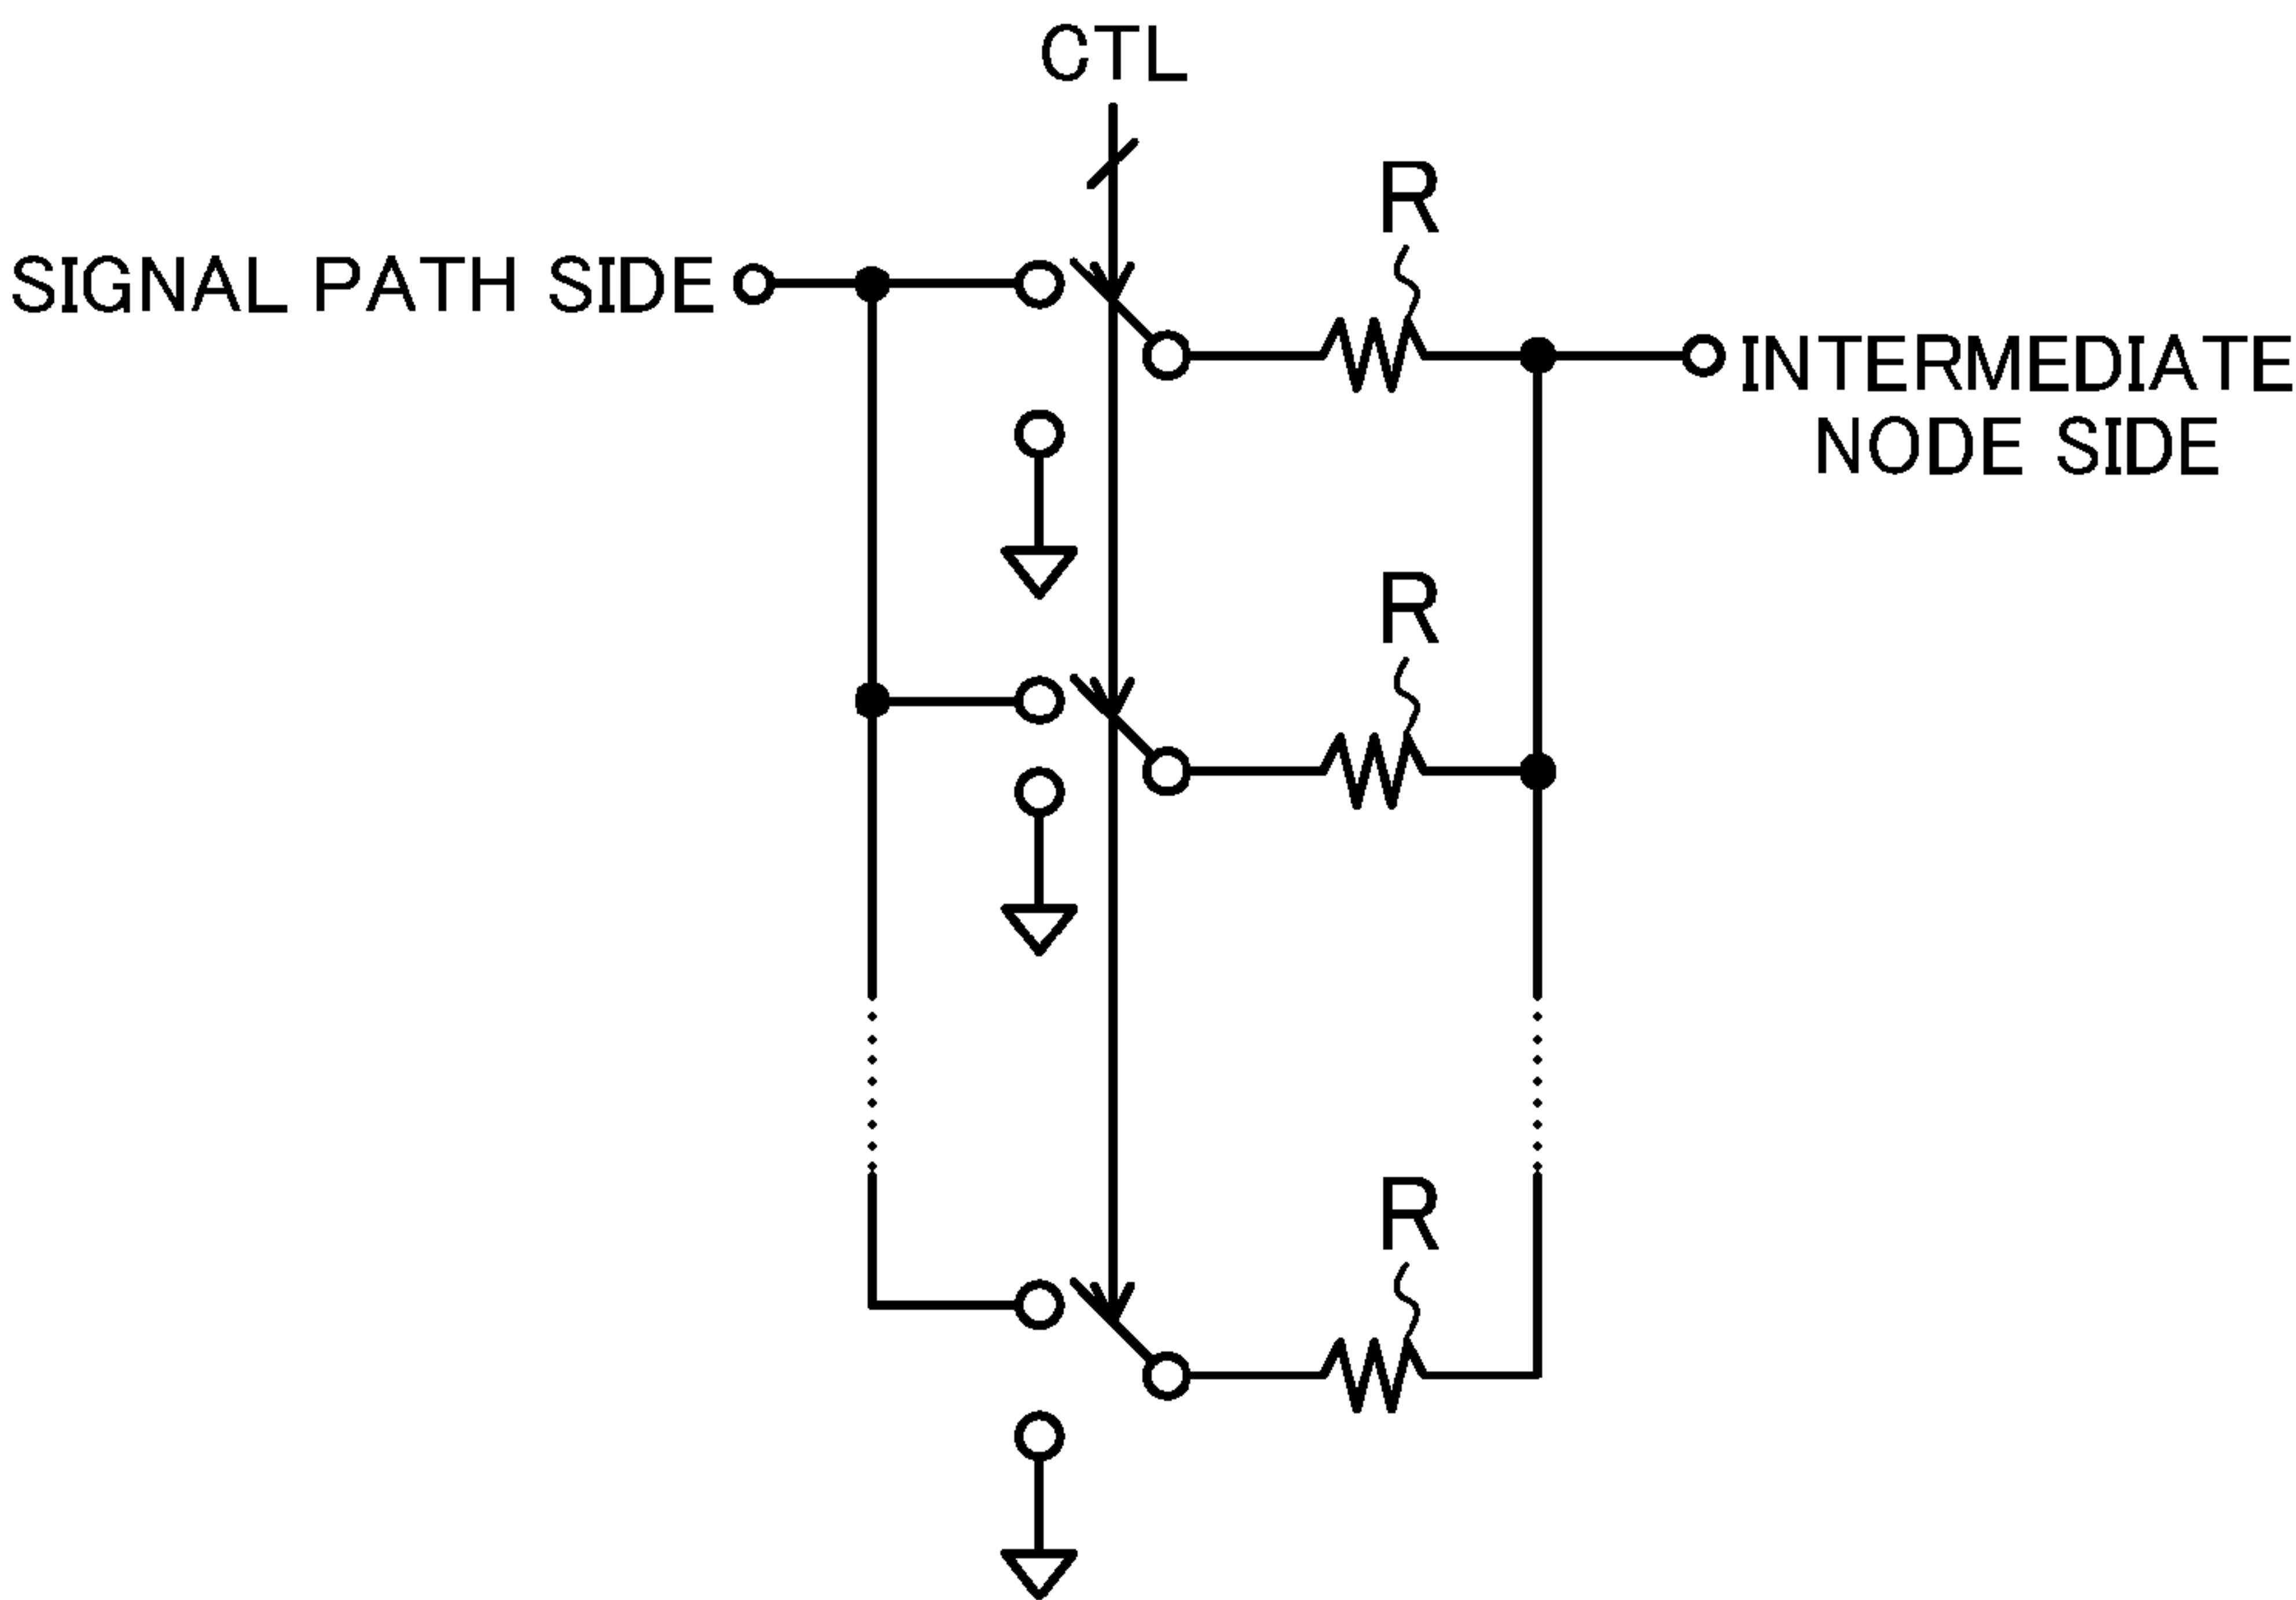 CTL
R
SIGNAL PATH SIDE
INTERMEDIATE
NODE SIDE
R
R